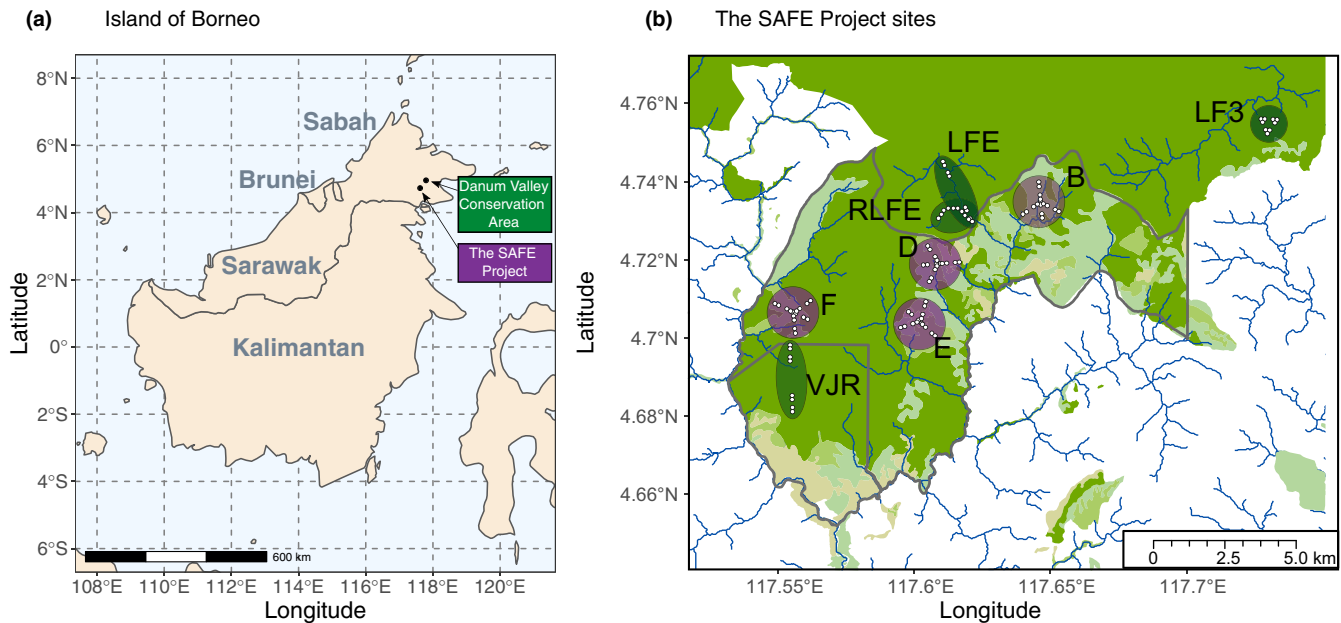 (a) Island of Borneo
8°N
6°N
4°N
2°N
0°
2°S
4°S
6°S
Latitude
Sabah
Brunei
Sarawak
Kalimantan
Danum Valley
Conservation
Area
The SAFE
Project
600 km
108°E 110°E 112°E 114°E 116°E 118°E 120°E
Longitude
(b) The SAFE Project sites
4.76°N
4.74°N
4.72°N
4.7°N
4.68°N
4.66°N
Latitude
LF3
LFE
B
RLFE
D
F
E
VJR
0 2.5 5.0 km
117.55°E 117.6°E 117.65°E 117.7°E
Longitude